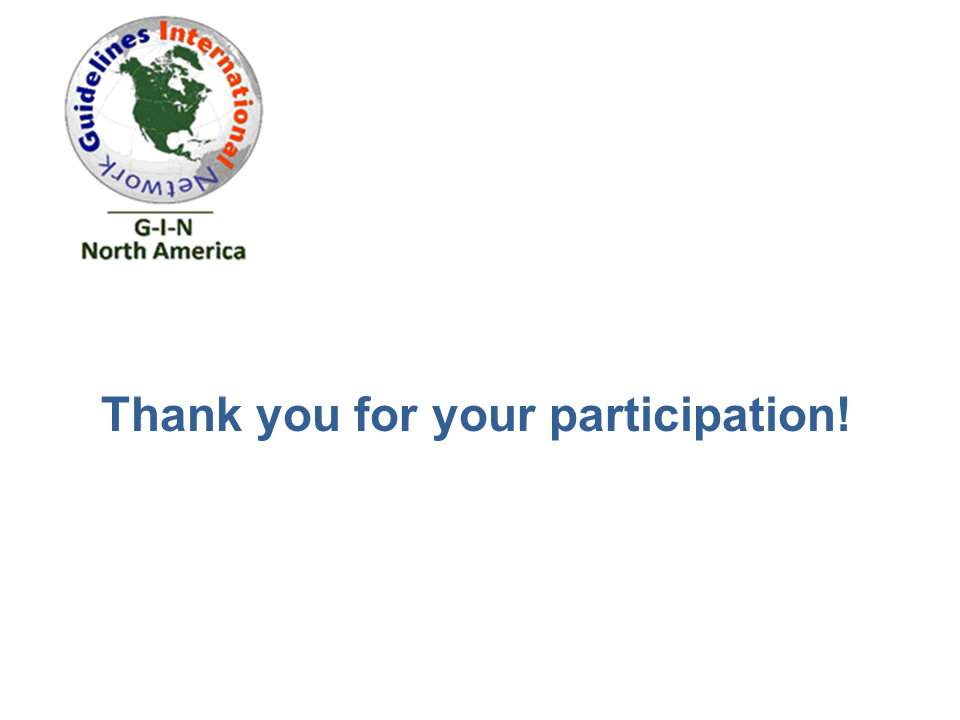 Guidelines International Network
G-I-N
North America
Thank you for your participation!